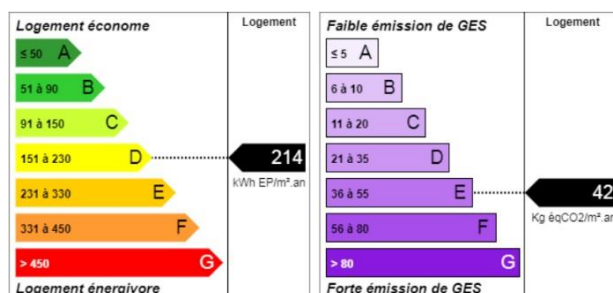 Logement économe
Logement
≤ 50 A
51 à 90 B
91 à 150 C
151 à 230 D
214
kWh EP/m².an
231 à 330 E
331 à 450 F
> 450 G
Logement énergivore
Faible émission de GES
Logement
≤ 5 A
6 à 10 B
11 à 20 C
21 à 35 D
36 à 55 E
42
Kg éqCO2/m².an
56 à 80 F
> 80 G
Forte émission de GES